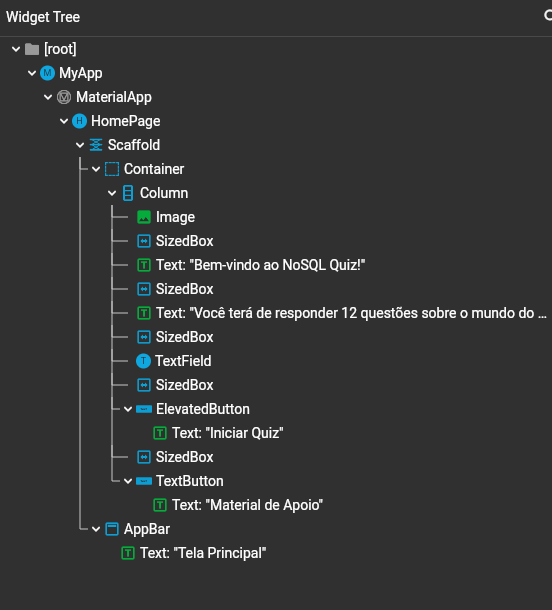 Widget Tree
[root]
MyApp
MaterialApp
HomePage
Scaffold
Container
Column
Image
SizedBox
Text: "Bem-vindo ao NoSQL Quiz!"
SizedBox
Text: "Você terá de responder 12 questões sobre o mundo do ...
SizedBox
TextField
SizedBox
ElevatedButton
Text: "Iniciar Quiz"
SizedBox
TextButton
Text: "Material de Apoio"
AppBar
Text: "Tela Principal"